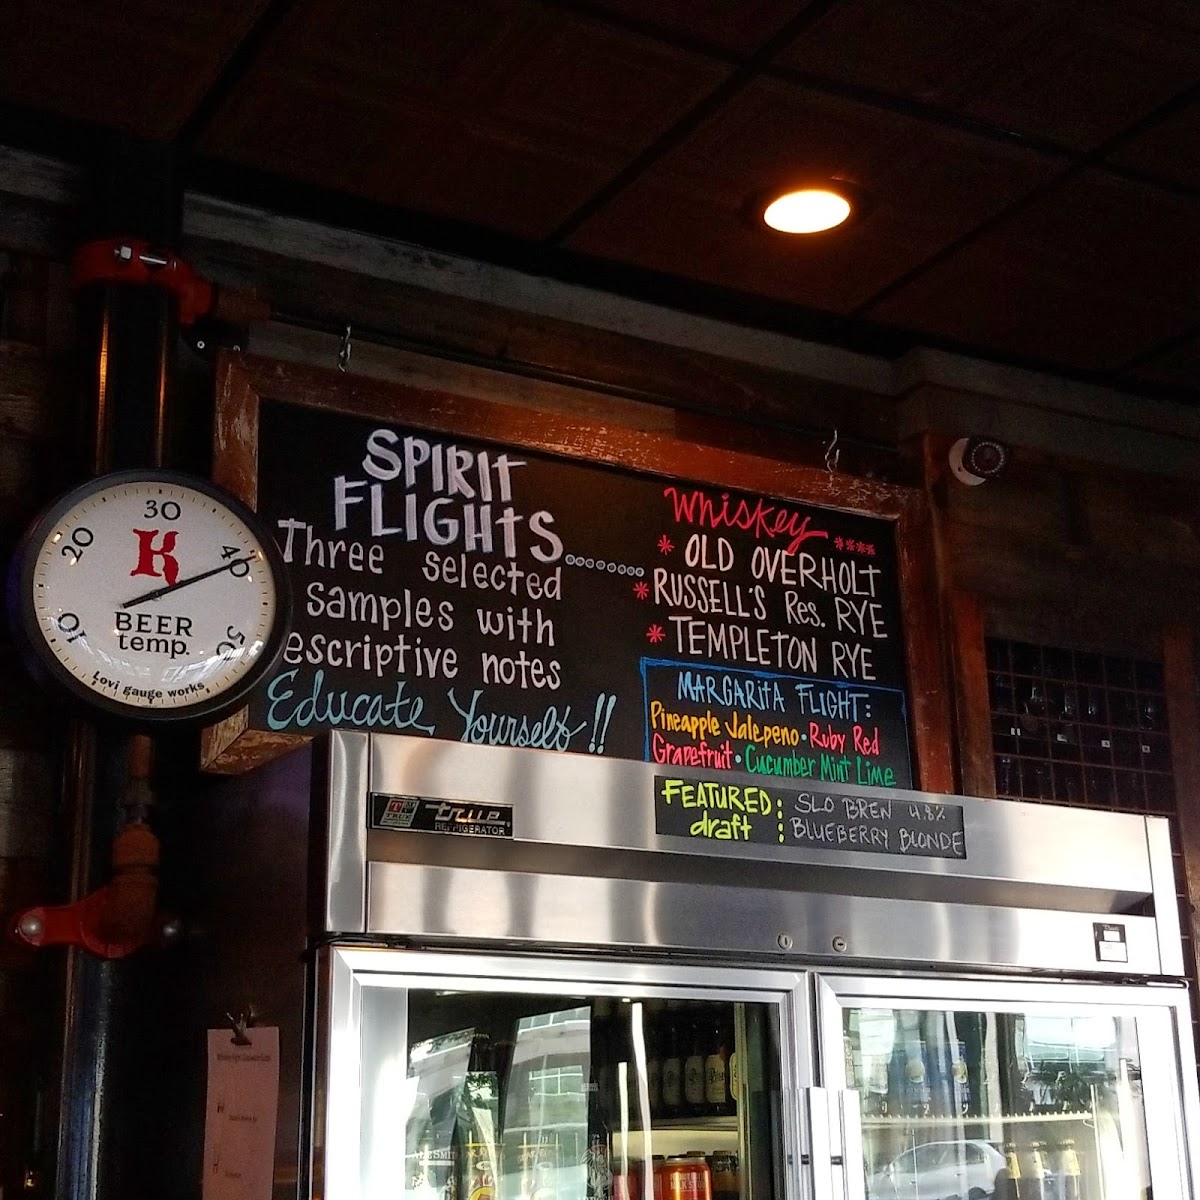 SPIRIT
FLIGHTS........
Three selected
samples with
escriptive notes
Educate Yourself!!
Whiskey ****
* OLD OVERHOLT
* RUSSELL'S Res. RYE
* TEMPLETON RYE
MARGARITA FLIGHT:
Pineapple Jalepeno • Ruby Red
Grapefruit • Cucumber Mint Lime
10
20
30
40
50
K
BEER
temp.
Lovi gauge works
TRUE
true
REFRIGERATOR
FEATURED :
draft :
SLO BREN 4.8%
BLUEBERRY BLONDE